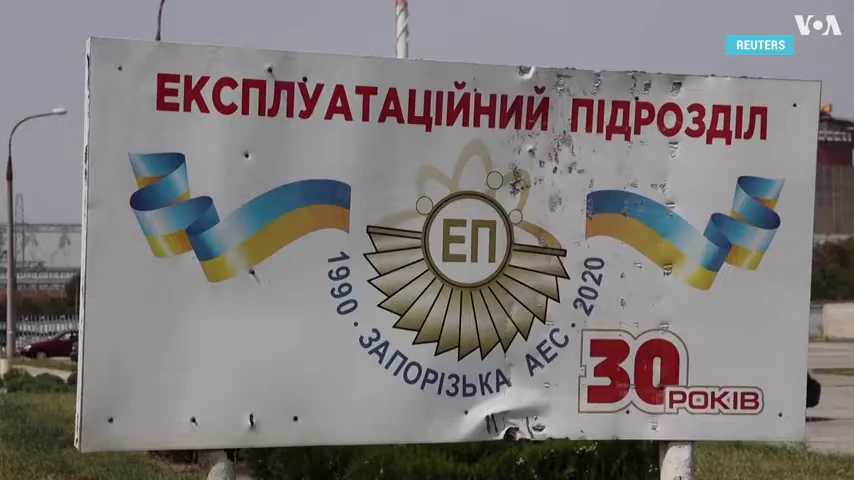 VOA
REUTERS
ЕКСПЛУАТАЦІЙНИЙ ПІДРОЗДІЛ
ЕП
1990 · ЗАПОРІЗЬКА АЕС · 2020
30
РОКІВ